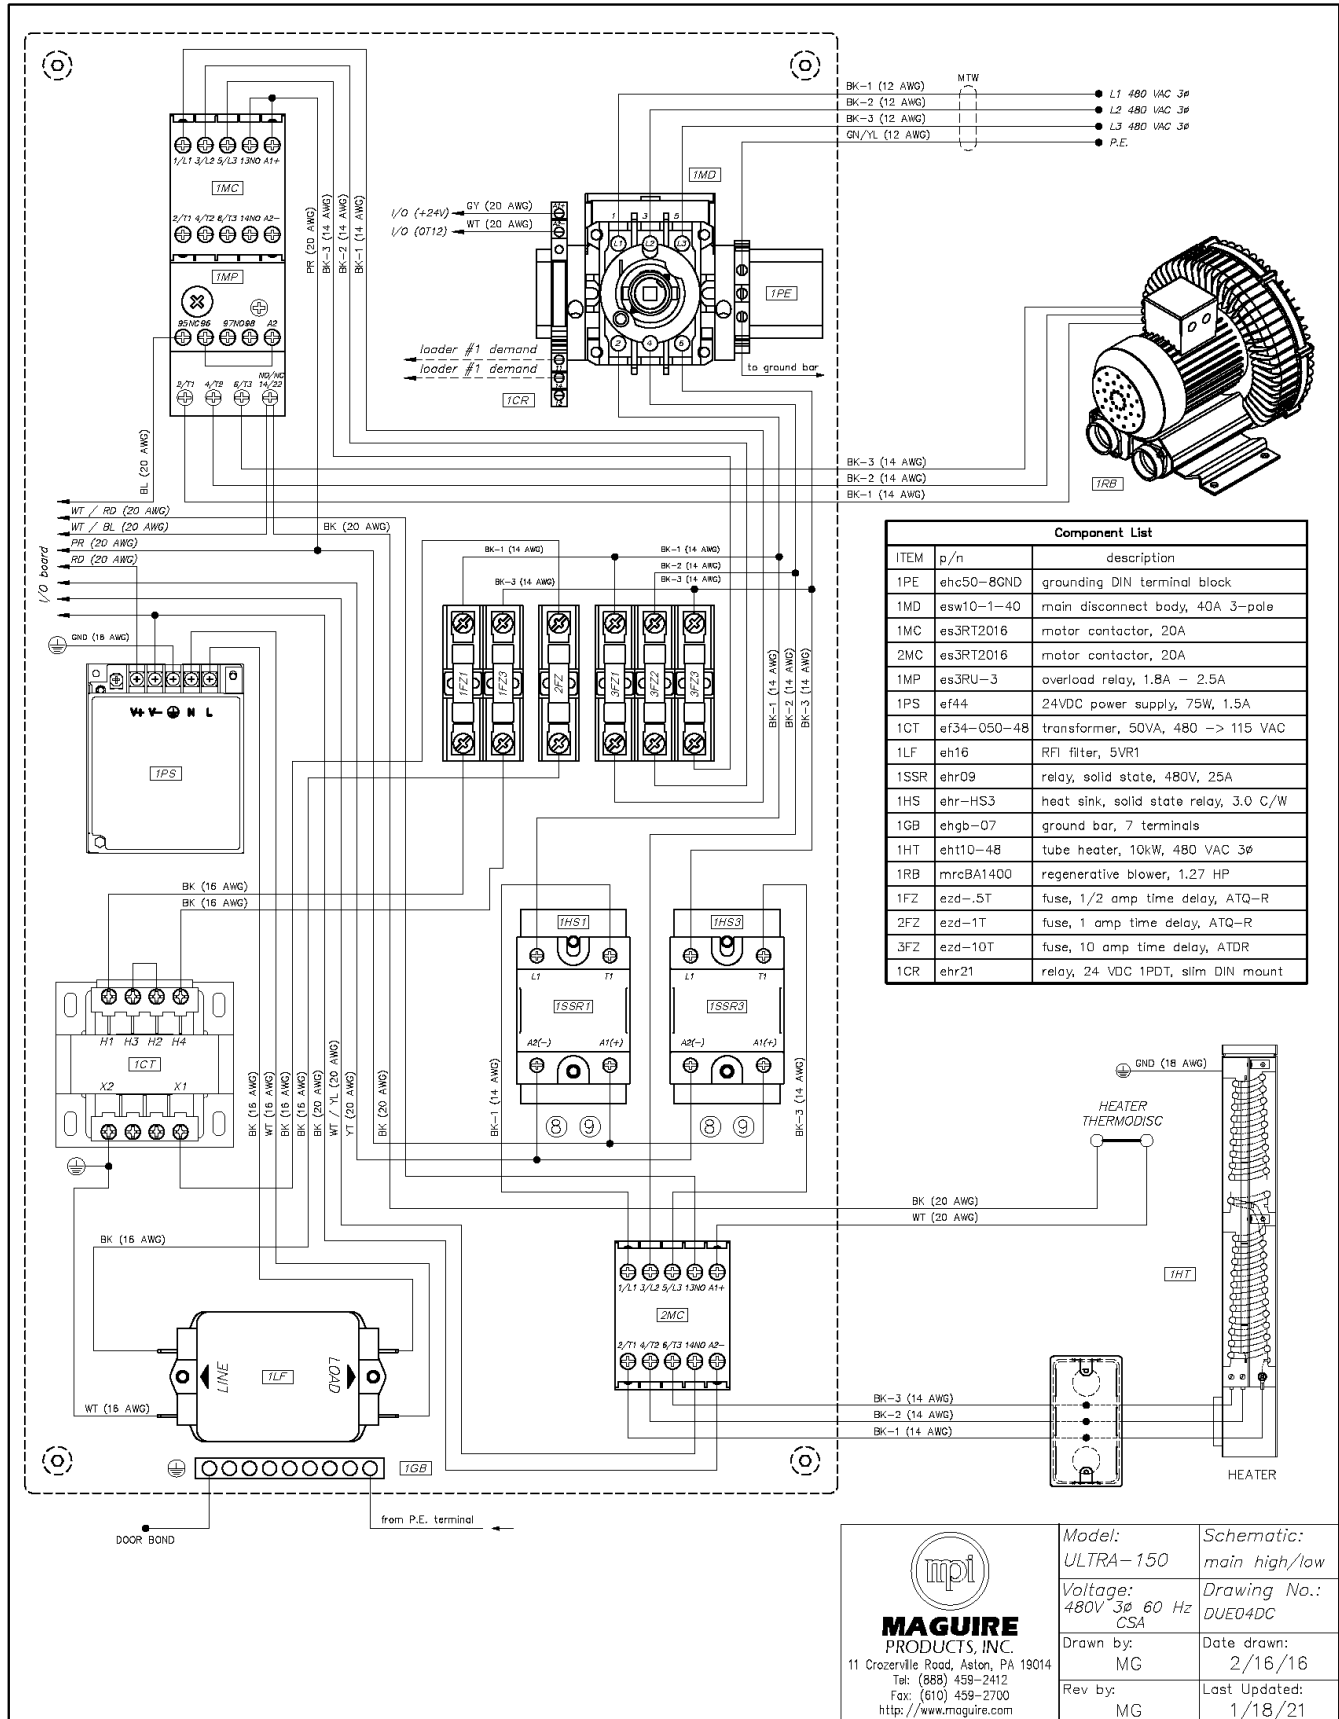 BK-1 (12 AWG)
BK-2 (12 AWG)
BK-3 (12 AWG)
GN/YL (12 AWG)
MTW
L1 480 VAC 3ø
L2 480 VAC 3ø
L3 480 VAC 3ø
P.E.
1/L1 3/L2 5/L3 13NO A1+
1MC
2/T1 4/T2 6/T3 14NO A2-
1MP
95NC96 97NO98 A2
NO/NC
2/T1 4/T2 6/T3 14/22
PR (20 AWG)
BK-3 (14 AWG)
BK-2 (14 AWG)
BK-1 (14 AWG)
1MD
I/O (+24V)
GY (20 AWG)
I/O (OT12)
WT (20 AWG)
1 3 5
L1 L2 L3
2 4 6
1PE
loader #1 demand
loader #1 demand
1CR
to ground bar
BL (20 AWG)
BK-3 (14 AWG)
BK-2 (14 AWG)
BK-1 (14 AWG)
1RB
I/O board
WT / RD (20 AWG)
WT / BL (20 AWG)
PR (20 AWG)
RD (20 AWG)
BK (20 AWG)
GND (16 AWG)
BK-1 (14 AWG)
BK-3 (14 AWG)
BK-1 (14 AWG)
BK-2 (14 AWG)
BK-3 (14 AWG)
1FZ1
1FZ3
2FZ
3FZ1
3FZ2
3FZ3
BK-1 (14 AWG)
BK-2 (14 AWG)
BK-3 (14 AWG)
V+ V- N L
1PS
Component List
ITEM p/n description
1PE ehc50-8GND grounding DIN terminal block
1MD esw10-1-40 main disconnect body, 40A 3-pole
1MC es3RT2016 motor contactor, 20A
2MC es3RT2016 motor contactor, 20A
1MP es3RU-3 overload relay, 1.8A - 2.5A
1PS ef44 24VDC power supply, 75W, 1.5A
1CT ef34-050-48 transformer, 50VA, 480 -> 115 VAC
1LF eh16 RFI filter, 5VR1
1SSR ehr09 relay, solid state, 480V, 25A
1HS ehr-HS3 heat sink, solid state relay, 3.0 C/W
1GB ehgb-07 ground bar, 7 terminals
1HT eht10-48 tube heater, 10kW, 480 VAC 3ø
1RB mrcBA1400 regenerative blower, 1.27 HP
1FZ ezd-.5T fuse, 1/2 amp time delay, ATQ-R
2FZ ezd-1T fuse, 1 amp time delay, ATQ-R
3FZ ezd-10T fuse, 10 amp time delay, ATDR
1CR ehr21 relay, 24 VDC 1PDT, slim DIN mount
BK (16 AWG)
BK (16 AWG)
H1 H3 H2 H4
1CT
X2 X1
1HS1
L1 T1
1SSR1
A2(-) A1(+)
8 9
1HS3
L1 T1
1SSR3
A2(-) A1(+)
8 9
BK (16 AWG)
WT (16 AWG)
BK (16 AWG)
BK (16 AWG)
BK (20 AWG)
WT / YL (20 AWG)
YT (20 AWG)
BK (20 AWG)
BK-1 (14 AWG)
BK-3 (14 AWG)
GND (18 AWG)
HEATER
THERMODISC
BK (20 AWG)
WT (20 AWG)
1HT
BK (16 AWG)
1/L1 3/L2 5/L3 13NO A1+
2MC
2/T1 4/T2 6/T3 14NO A2-
LINE
1LF
LOAD
WT (16 AWG)
BK-3 (14 AWG)
BK-2 (14 AWG)
BK-1 (14 AWG)
HEATER
1GB
DOOR BOND
from P.E. terminal
mpi
MAGUIRE
PRODUCTS, INC.
11 Crozerville Road, Aston, PA 19014
Tel: (888) 459-2412
Fax: (610) 459-2700
http://www.maguire.com
Model:
ULTRA-150
Schematic:
main high/low
Voltage:
480V 3ø 60 Hz
CSA
Drawing No.:
DUE04DC
Drawn by:
MG
Date drawn:
2/16/16
Rev by:
MG
Last Updated:
1/18/21